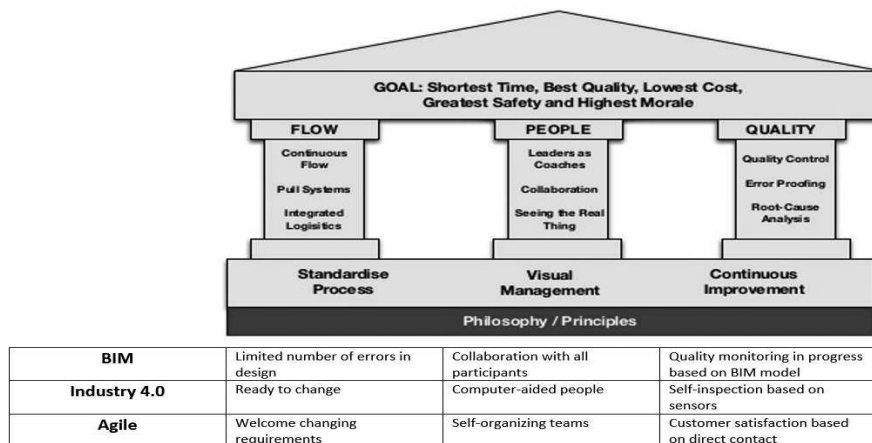 GOAL: Shortest Time, Best Quality, Lowest Cost,
Greatest Safety and Highest Morale
FLOW
Continuous
Flow
Pull Systems
Integrated
Logisitics
PEOPLE
Leaders as
Coaches
Collaboration
Seeing the Real
Thing
QUALITY
Quality Control
Error Proofing
Root-Cause
Analysis
Standardise
Process
Visual
Management
Continuous
Improvement
Philosophy / Principles
BIM
Limited number of errors in
design
Collaboration with all
participants
Quality monitoring in progress
based on BIM model
Industry 4.0
Ready to change
Computer-aided people
Self-inspection based on
sensors
Agile
Welcome changing
requirements
Self-organizing teams
Customer satisfaction based
on direct contact